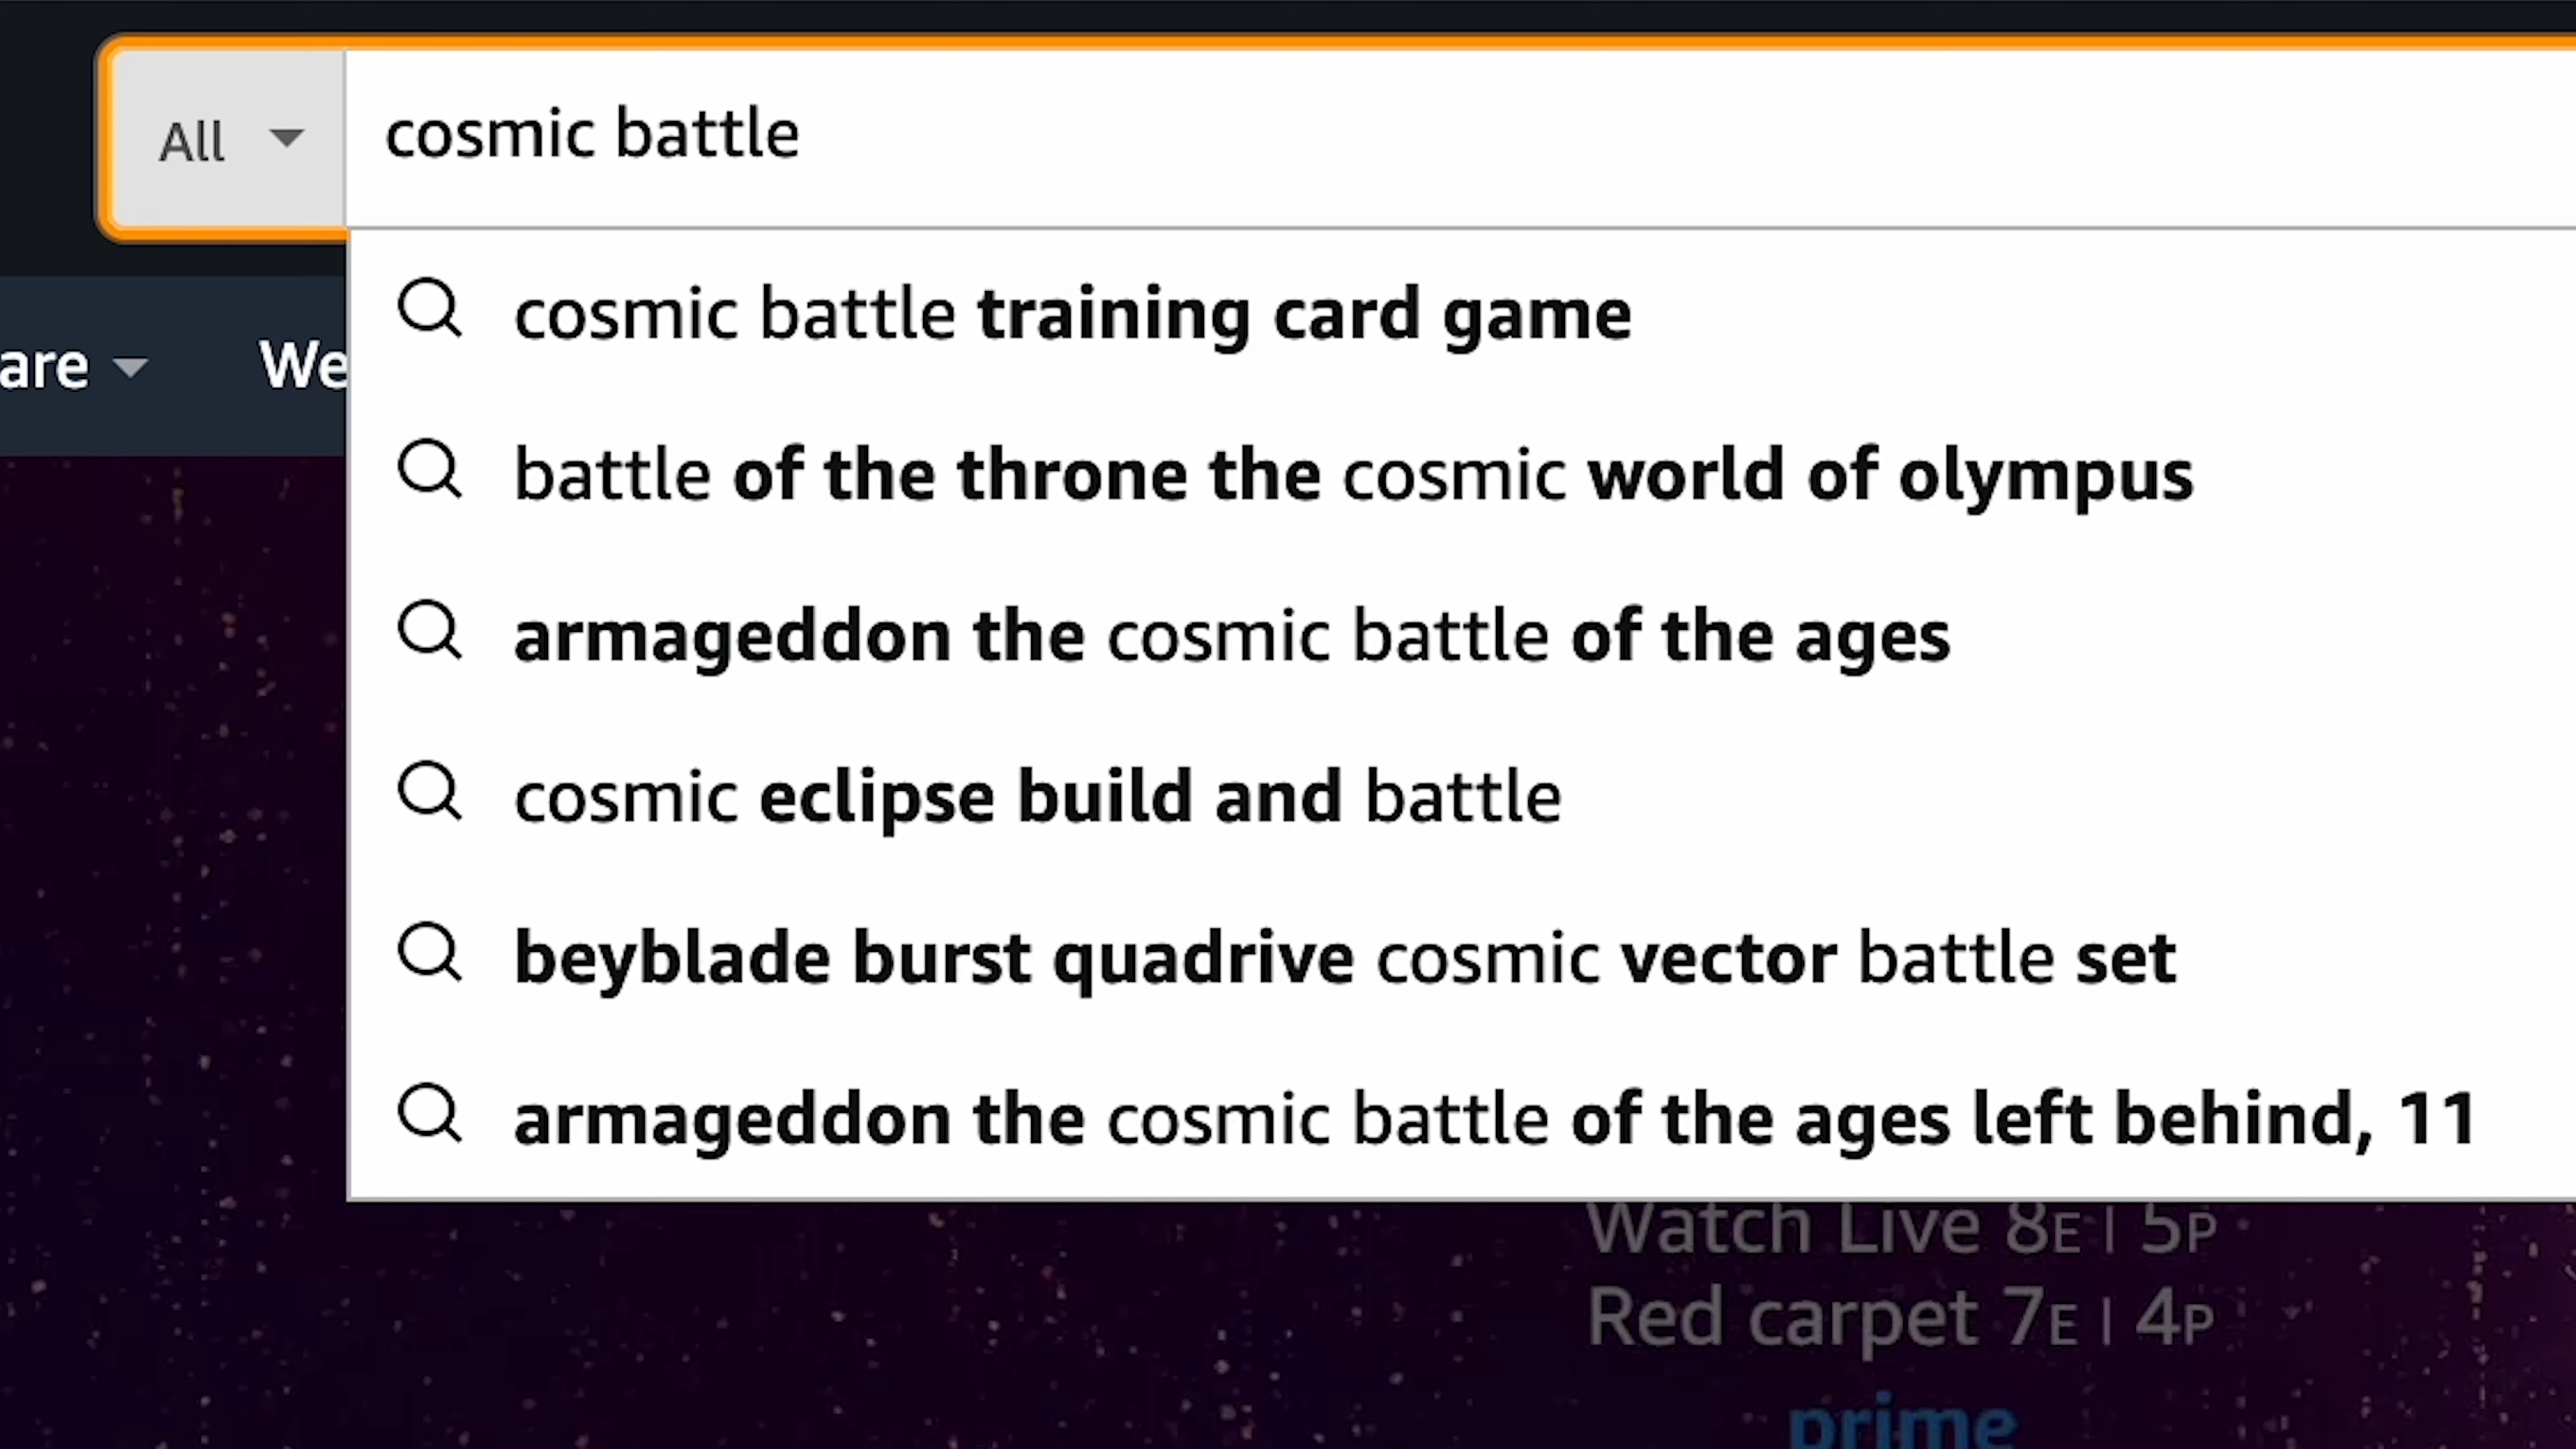 All
cosmic battle
cosmic battle training card game
are
We
battle of the throne the cosmic world of olympus
armageddon the cosmic battle of the ages
cosmic eclipse build and battle
beyblade burst quadrive cosmic vector battle set
armageddon the cosmic battle of the ages left behind, 11
Watch Live 8E | 5P
Red carpet 7E | 4P
prime